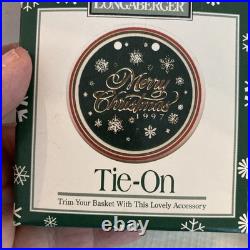 LONGABERGER
Merry
Christmas
1997
Tie-On
Trim Your Basket With This Lovely Accessory